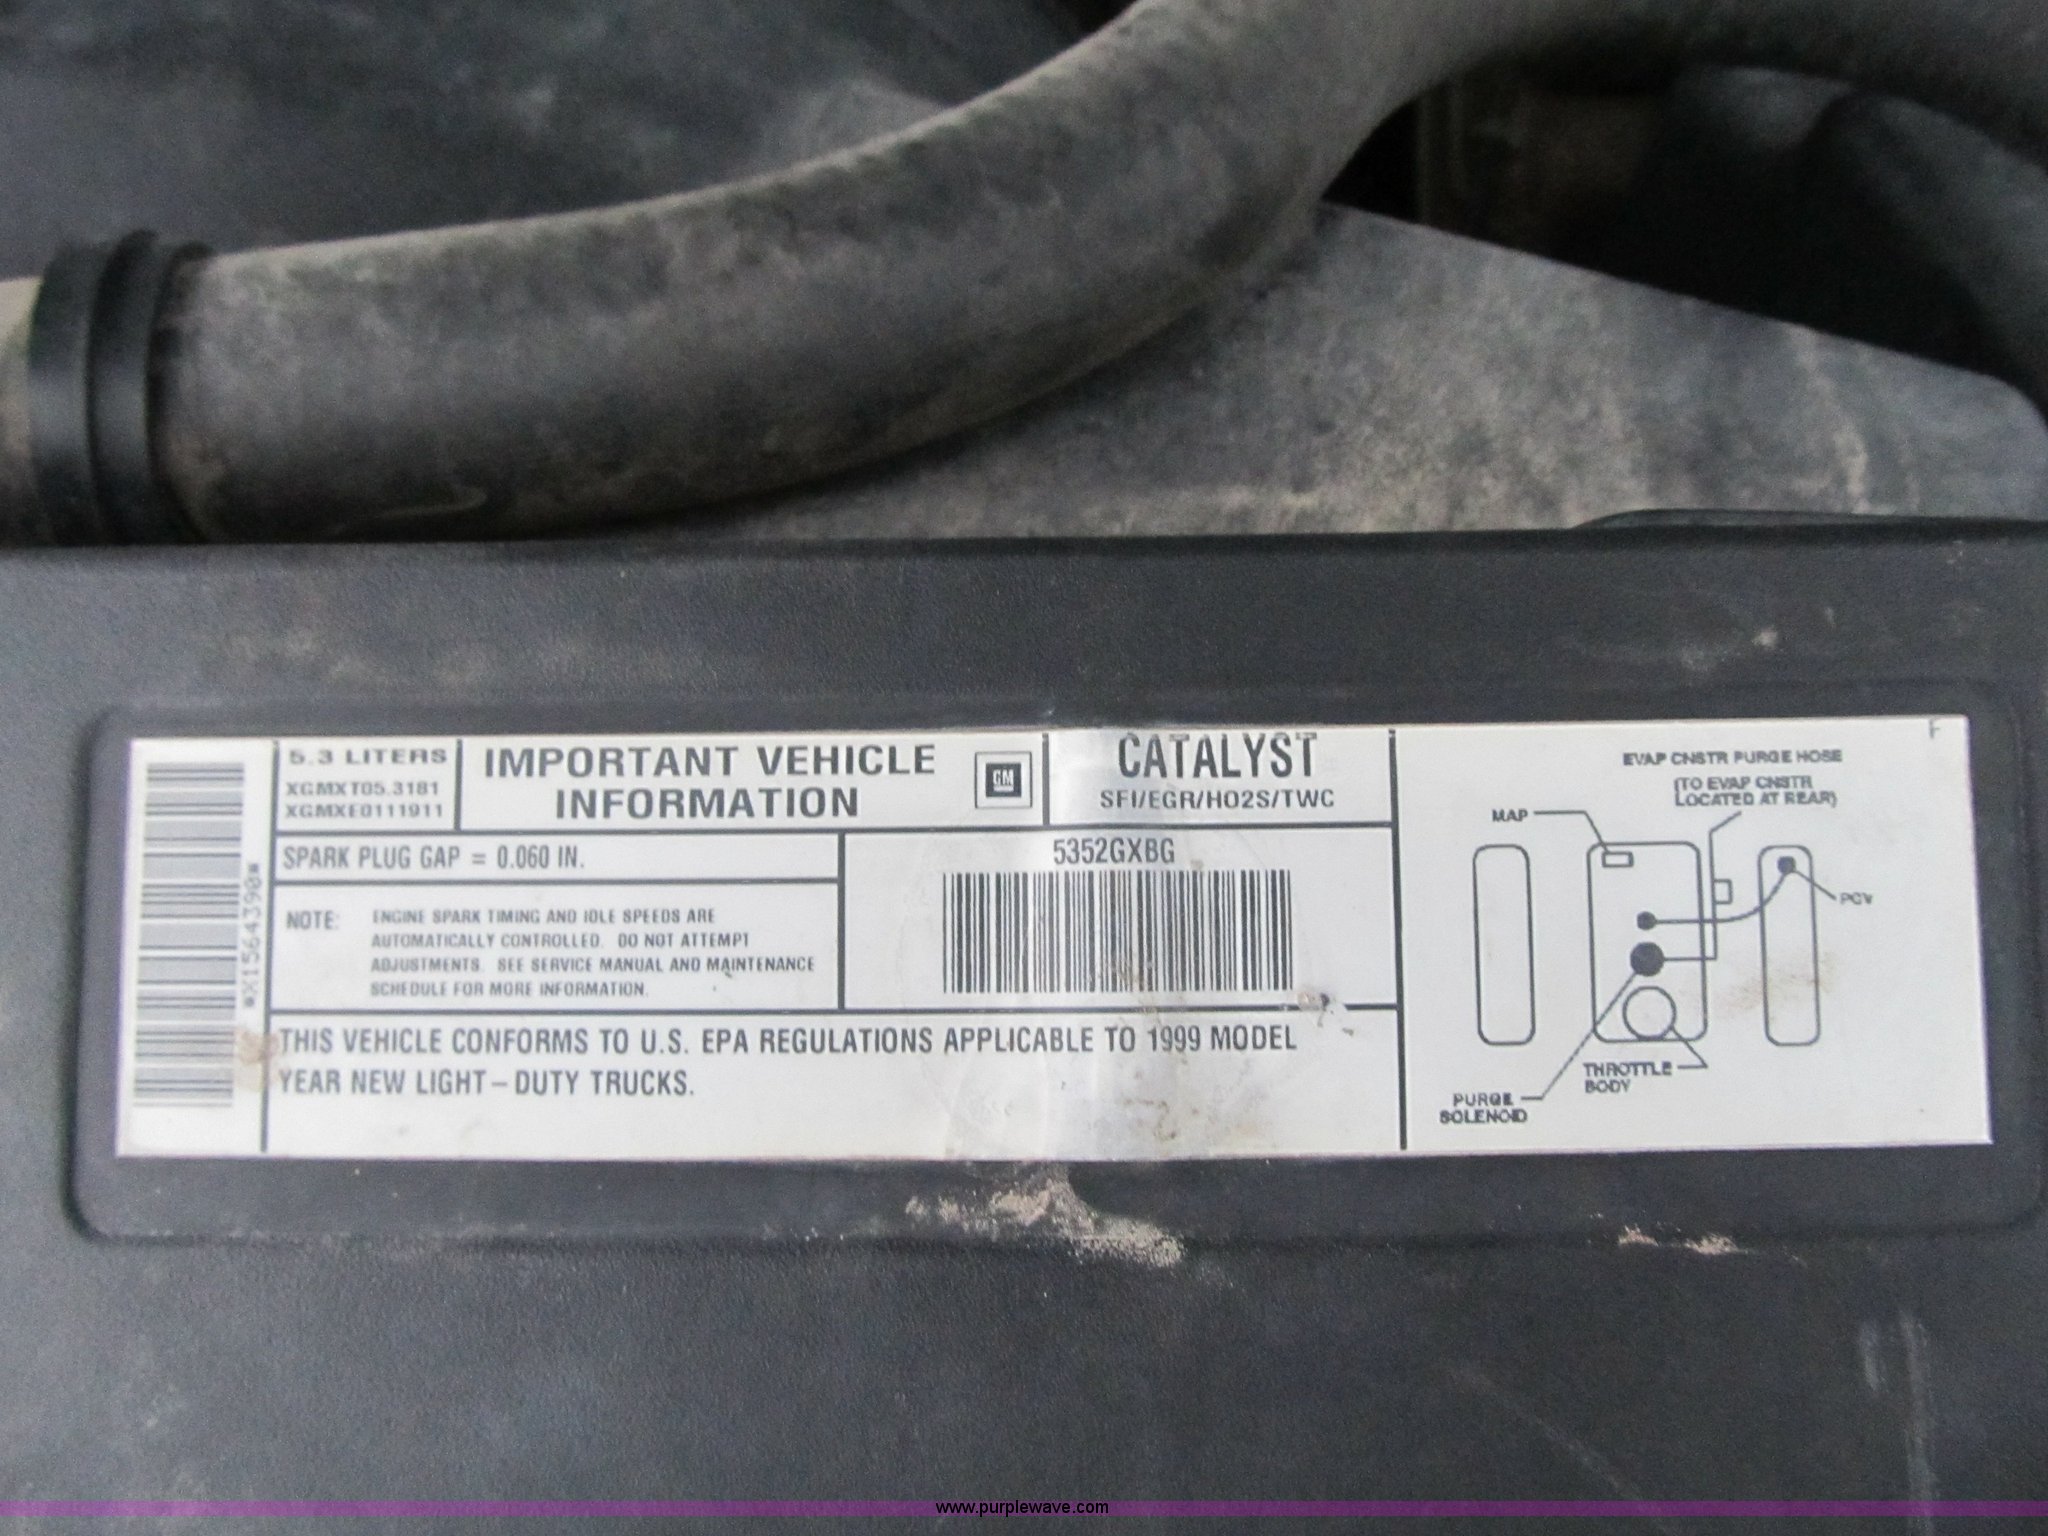 5.3 LITERS
XGMXT05.3181
XGMXE0111911
IMPORTANT VEHICLE
INFORMATION
GM
CATALYST
SFI/EGR/HO2S/TWC
*X15643990*
SPARK PLUG GAP = 0.060 IN.
NOTE: ENGINE SPARK TIMING AND IDLE SPEEDS ARE
AUTOMATICALLY CONTROLLED. DO NOT ATTEMPT
ADJUSTMENTS. SEE SERVICE MANUAL AND MAINTENANCE
SCHEDULE FOR MORE INFORMATION.
5352GXBG
THIS VEHICLE CONFORMS TO U.S. EPA REGULATIONS APPLICABLE TO 1999 MODEL
YEAR NEW LIGHT-DUTY TRUCKS.
F
EVAP CNSTR PURGE HOSE
(TO EVAP CNSTR
LOCATED AT REAR)
MAP
PCV
THROTTLE
BODY
PURGE
SOLENOID
www.purplewave.com